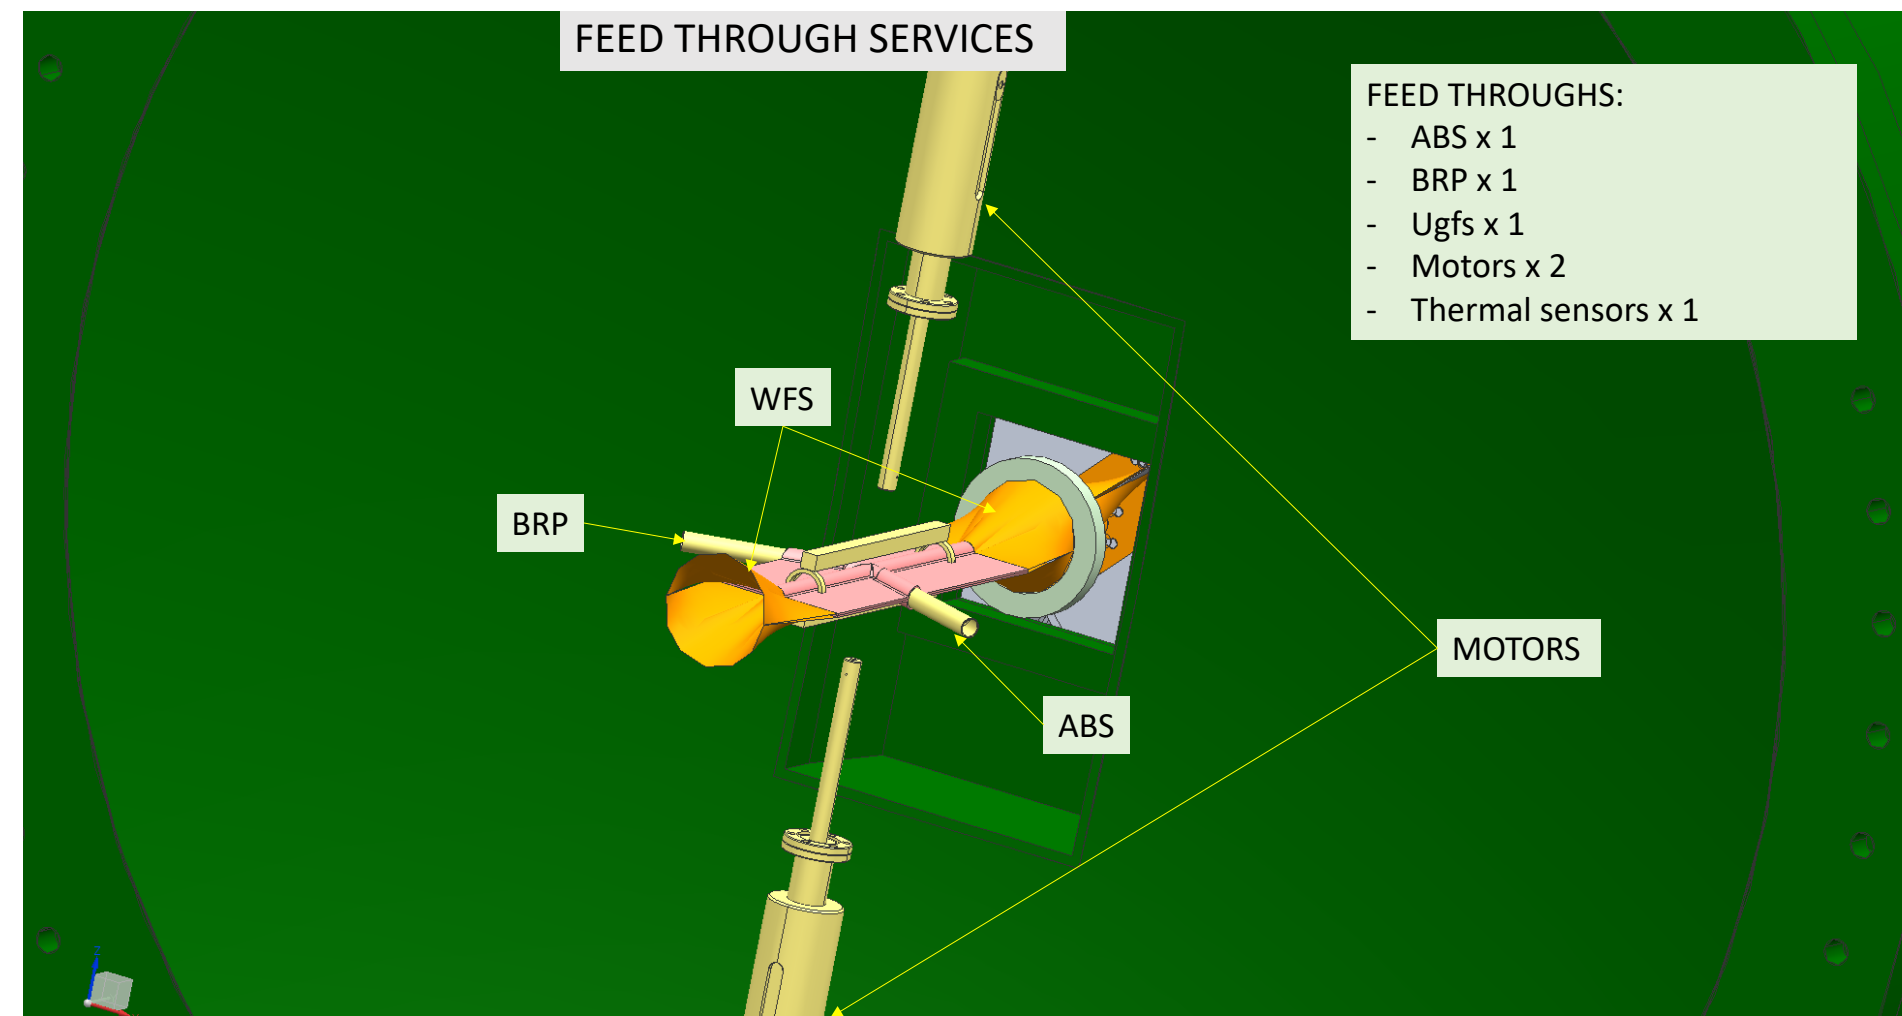 FEED THROUGH SERVICES
FEED THROUGHS:
- ABS x 1
- BRP x 1
- Ugfs x 1
- Motors x 2
- Thermal sensors x 1
WFS
BRP
MOTORS
ABS